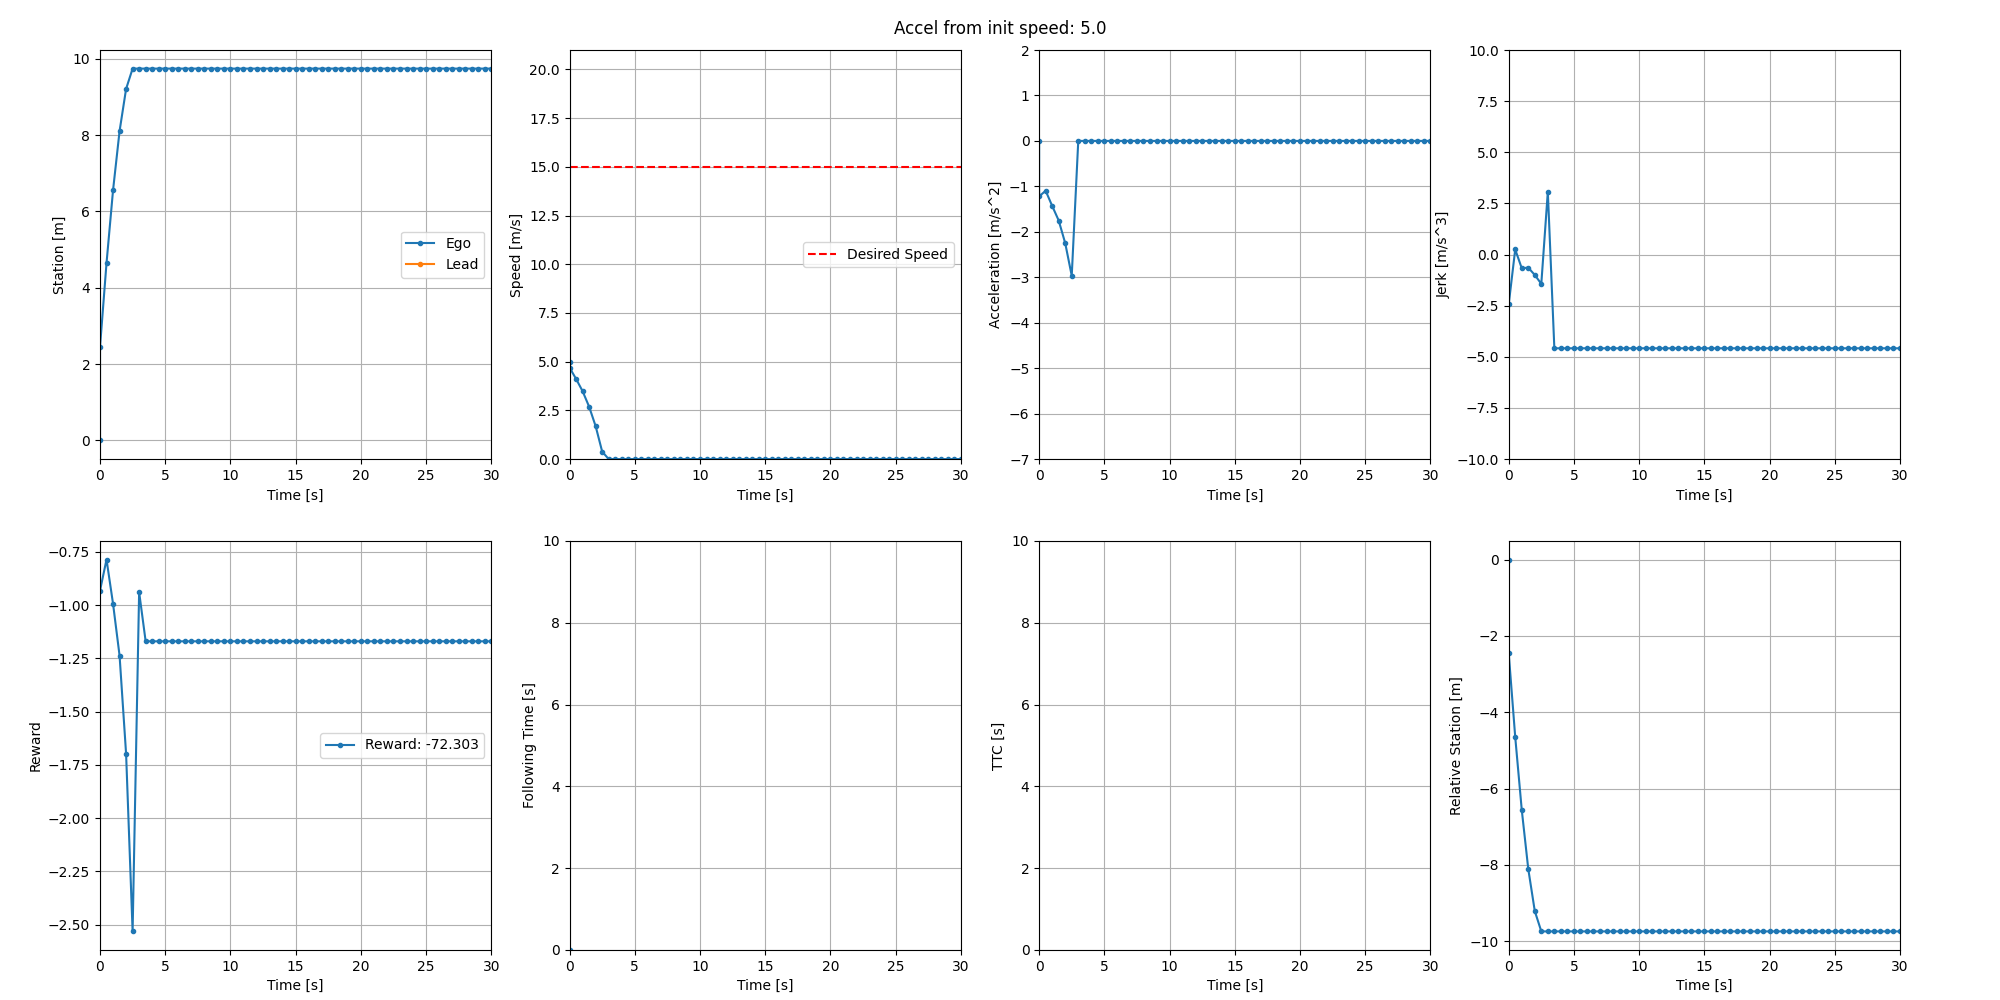 Accel from init speed: 5.0
10
8
6
4
2
0
Station [m]
Ego
Lead
0 5 10 15 20 25 30
Time [s]
20.0
17.5
15.0
12.5
10.0
7.5
5.0
2.5
0.0
Speed [m/s]
Desired Speed
0 5 10 15 20 25 30
Time [s]
2
1
0
−1
−2
−3
−4
−5
−6
−7
Acceleration [m/s^2]
0 5 10 15 20 25 30
Time [s]
10.0
7.5
5.0
2.5
0.0
−2.5
−5.0
−7.5
−10.0
Jerk [m/s^3]
0 5 10 15 20 25 30
Time [s]
−0.75
−1.00
−1.25
−1.50
−1.75
−2.00
−2.25
−2.50
Reward
Reward: -72.303
0 5 10 15 20 25 30
Time [s]
10
8
6
4
2
0
Following Time [s]
0 5 10 15 20 25 30
Time [s]
10
8
6
4
2
0
TTC [s]
0 5 10 15 20 25 30
Time [s]
0
−2
−4
−6
−8
−10
Relative Station [m]
0 5 10 15 20 25 30
Time [s]